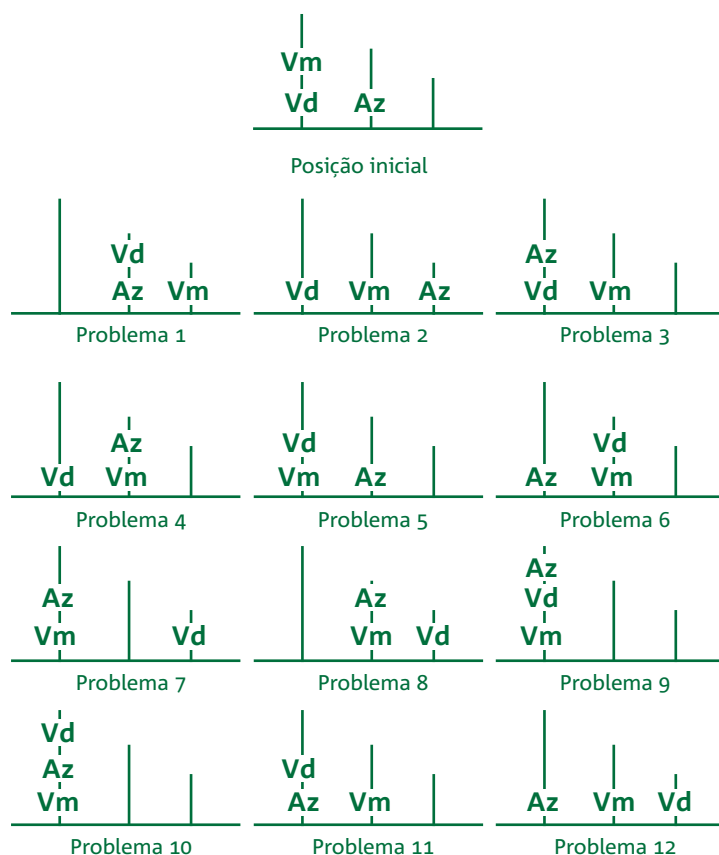 Vm
Vd Az
Posição inicial
Vd
Az Vm
Problema 1
Vd Vm Az
Problema 2
Az
Vd Vm
Problema 3
Az
Vd Vm
Problema 4
Vd
Vm Az
Problema 5
Vd
Az Vm
Problema 6
Az
Vm Vd
Problema 7
Az
Vm Vd
Problema 8
Az
Vd
Vm
Problema 9
Vd
Az
Vm
Problema 10
Vd
Az Vm
Problema 11
Az Vm Vd
Problema 12